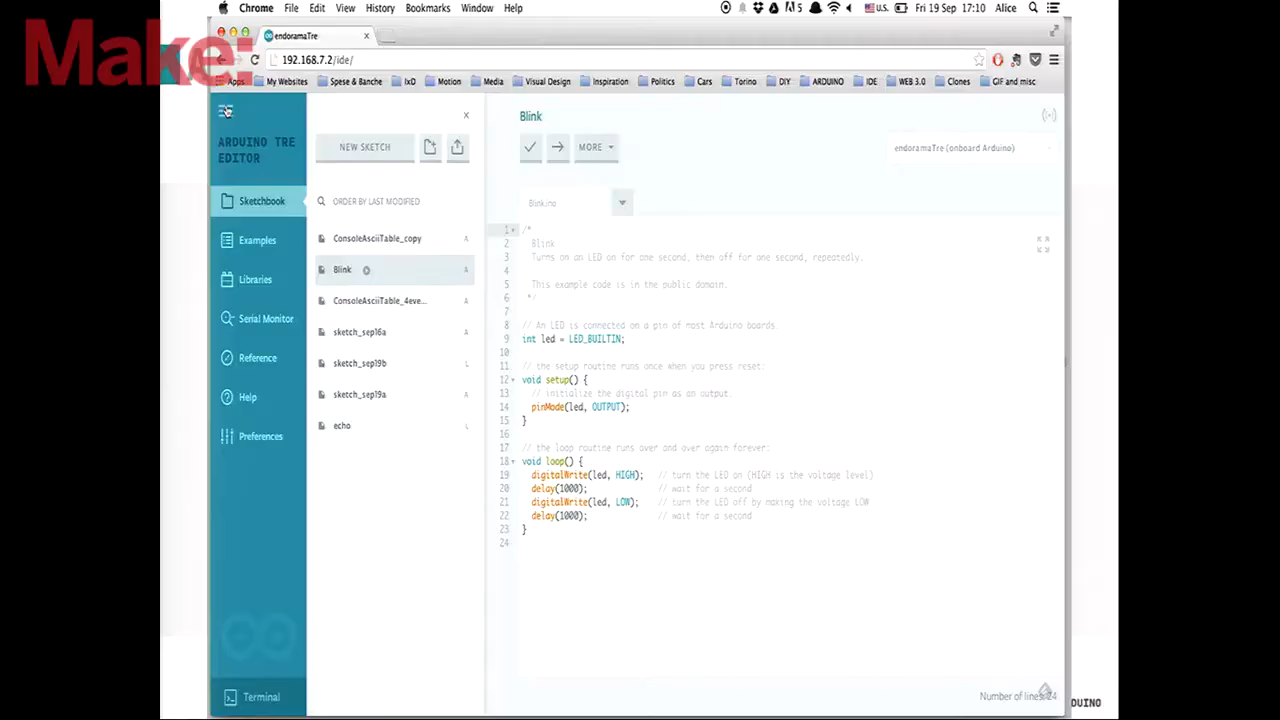 Chrome File Edit View History Bookmarks Window Help 5 U.S. Fri 19 Sep 17:10 Alice
Make:
endoramaTre x
192.168.7.2/ide/
Apps My Websites Spese & Banche IxD Motion Media Visual Design Inspiration Politics Cars Torino DIY ARDUINO IDE WEB 3.0 Clones GIF and misc
ARDUINO TRE
EDITOR
Sketchbook
Examples
Libraries
Serial Monitor
Reference
Help
Preferences
Terminal
x
NEW SKETCH
ORDER BY LAST MODIFIED
ConsoleAsciiTable_copy A
Blink A
ConsoleAsciiTable_4eve... A
sketch_sep16a A
sketch_sep19b L
sketch_sep19a A
echo L
Blink
MORE
endoramaTre (onboard Arduino)
Blink.ino
1 /*
2 Blink
3 Turns on an LED on for one second, then off for one second, repeatedly.
4
5 This example code is in the public domain.
6 */
7
8 // An LED is connected on a pin of most Arduino boards.
9 int led = LED_BUILTIN;
10
11 // the setup routine runs once when you press reset:
12 void setup() {
13 // initialize the digital pin as an output.
14 pinMode(led, OUTPUT);
15 }
16
17 // the loop routine runs over and over again forever:
18 void loop() {
19 digitalWrite(led, HIGH); // turn the LED on (HIGH is the voltage level)
20 delay(1000); // wait for a second
21 digitalWrite(led, LOW); // turn the LED off by making the voltage LOW
22 delay(1000); // wait for a second
23 }
24
Number of lines: 24
DUINO